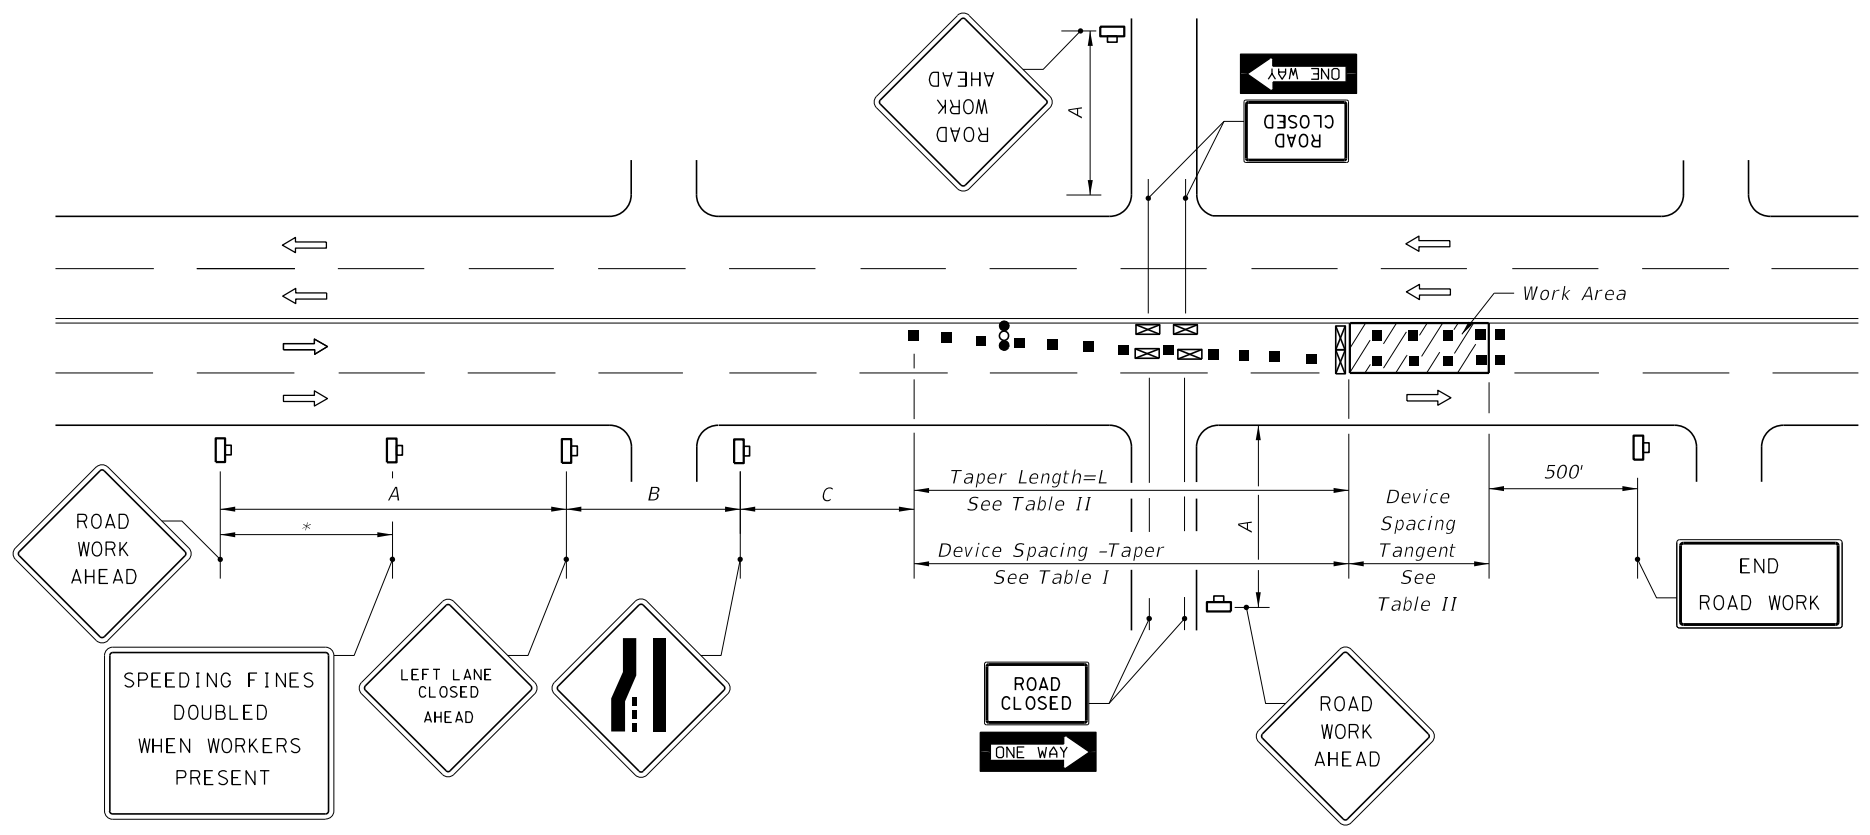 ROAD
WORK
AHEAD
A
ONE WAY
ROAD
CLOSED
Work Area
A
B
C
*
Taper Length=L
See Table II
Device Spacing -Taper
See Table I
A
Device
Spacing
Tangent
See
Table II
500'
ROAD
WORK
AHEAD
SPEEDING FINES
DOUBLED
WHEN WORKERS
PRESENT
LEFT LANE
CLOSED
AHEAD
ROAD
CLOSED
ONE WAY
ROAD
WORK
AHEAD
END
ROAD WORK